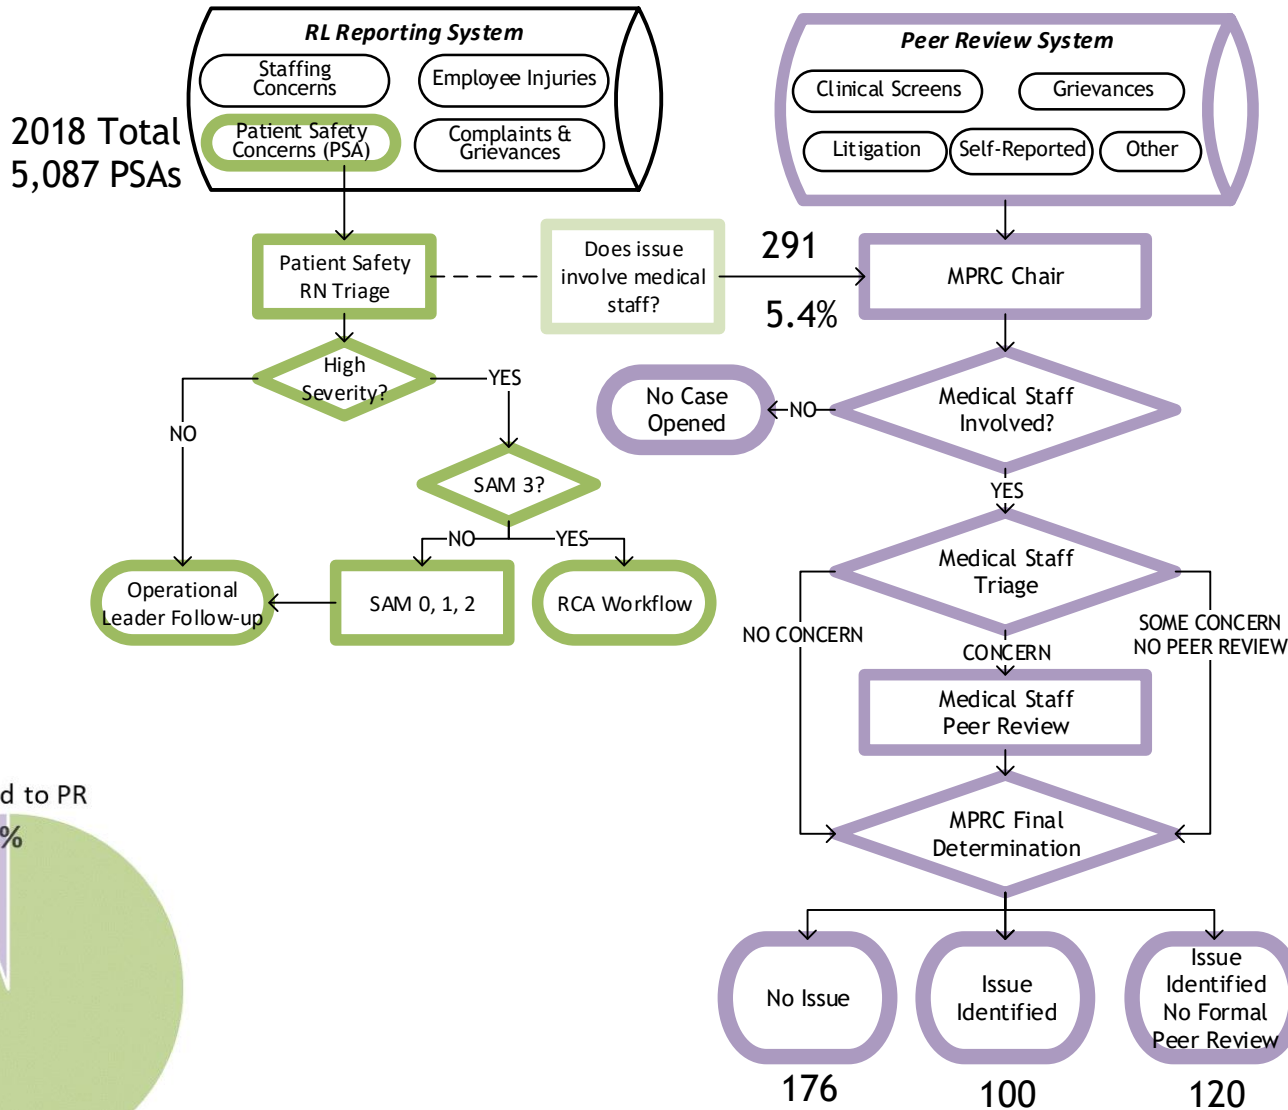 RL Reporting System
Staffing
Concerns
Employee Injuries
Patient Safety
Concerns (PSA)
Complaints &
Grievances
2018 Total
5,087 PSAs
Peer Review System
Clinical Screens
Grievances
Litigation
Self-Reported
Other
Patient Safety
RN Triage
Does issue
involve medical
staff?
291
5.4%
MPRC Chair
High
Severity?
YES
NO
No Case
Opened
NO
Medical Staff
Involved?
YES
SAM 3?
NO
YES
Operational
Leader Follow-up
SAM 0, 1, 2
RCA Workflow
Medical Staff
Triage
NO CONCERN
CONCERN
SOME CONCERN
NO PEER REVIEW
Medical Staff
Peer Review
MPRC Final
Determination
d to PR
%
No Issue
Issue
Identified
Issue
Identified
No Formal
Peer Review
176
100
120